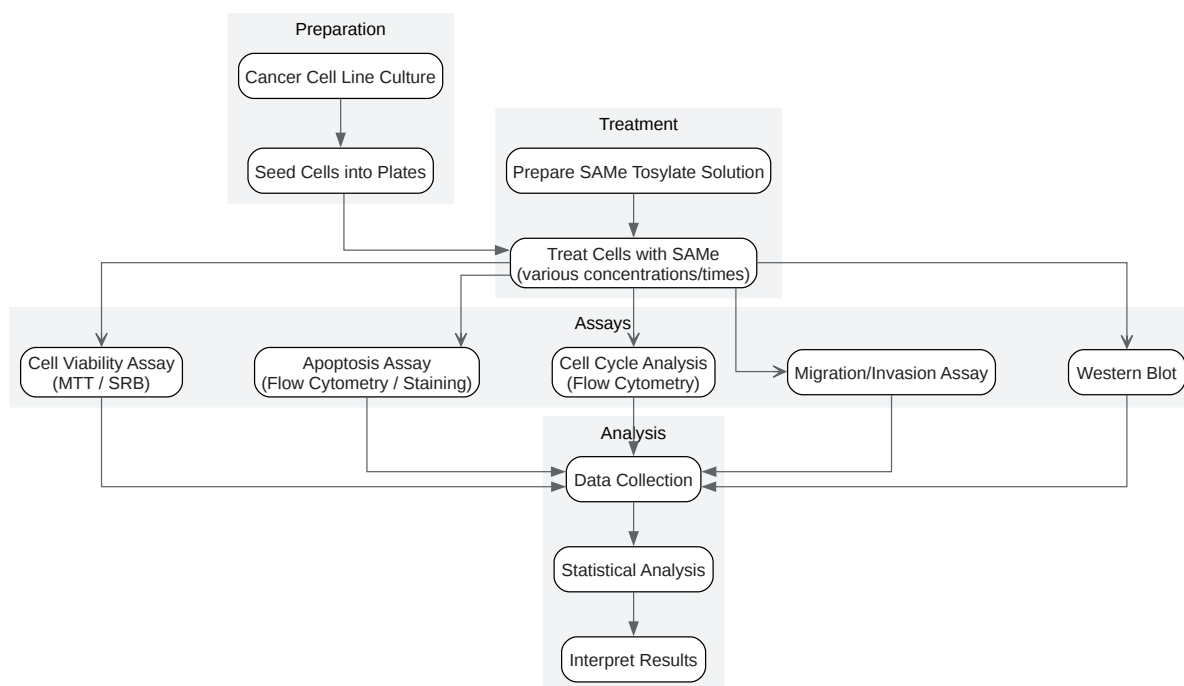 Preparation
Cancer Cell Line Culture
Seed Cells into Plates
Treatment
Prepare SAMe Tosylate Solution
Treat Cells with SAMe
(various concentrations/times)
Assays
Cell Viability Assay
(MTT / SRB)
Apoptosis Assay
(Flow Cytometry / Staining)
Cell Cycle Analysis
(Flow Cytometry)
Migration/Invasion Assay
Western Blot
Analysis
Data Collection
Statistical Analysis
Interpret Results